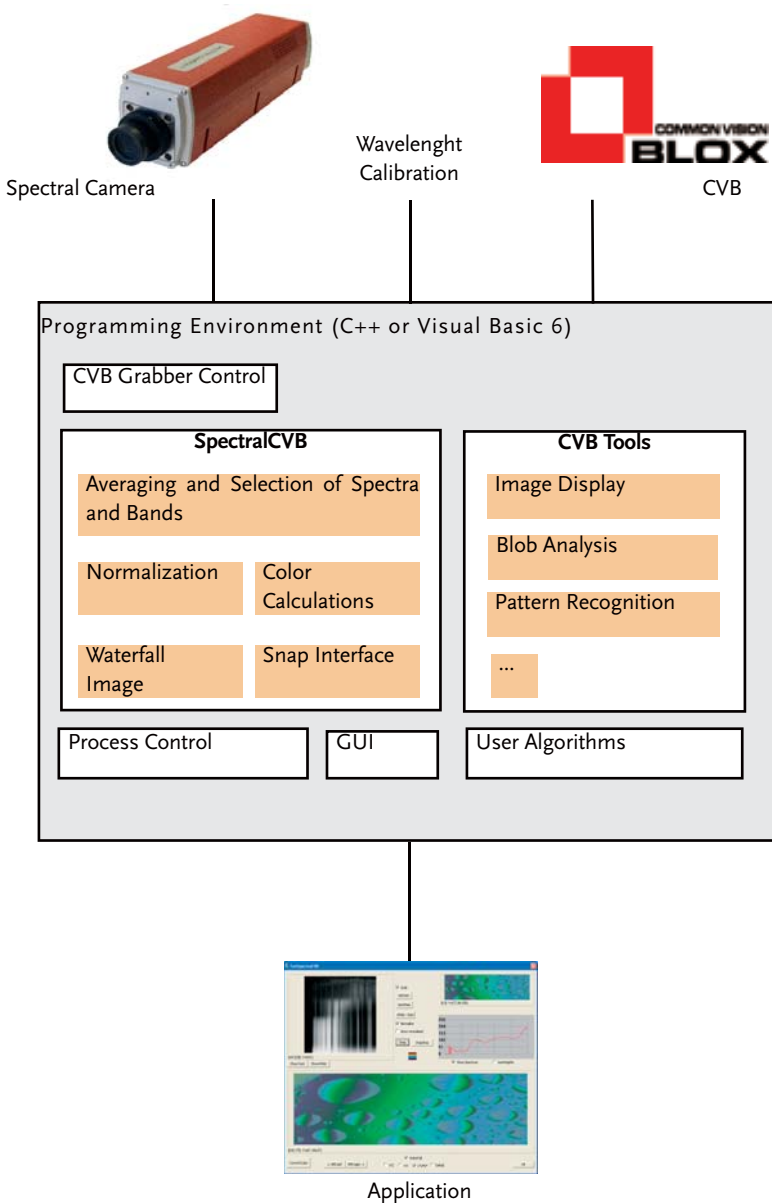 COMMON VISION
BLOX
Wavelenght
Calibration
Spectral Camera
CVB
Programming Environment (C++ or Visual Basic 6)
CVB Grabber Control
SpectralCVB
Averaging and Selection of Spectra
and Bands
Normalization
Color
Calculations
Waterfall
Image
Snap Interface
CVB Tools
Image Display
Blob Analysis
Pattern Recognition
...
Process Control
GUI
User Algorithms
Application